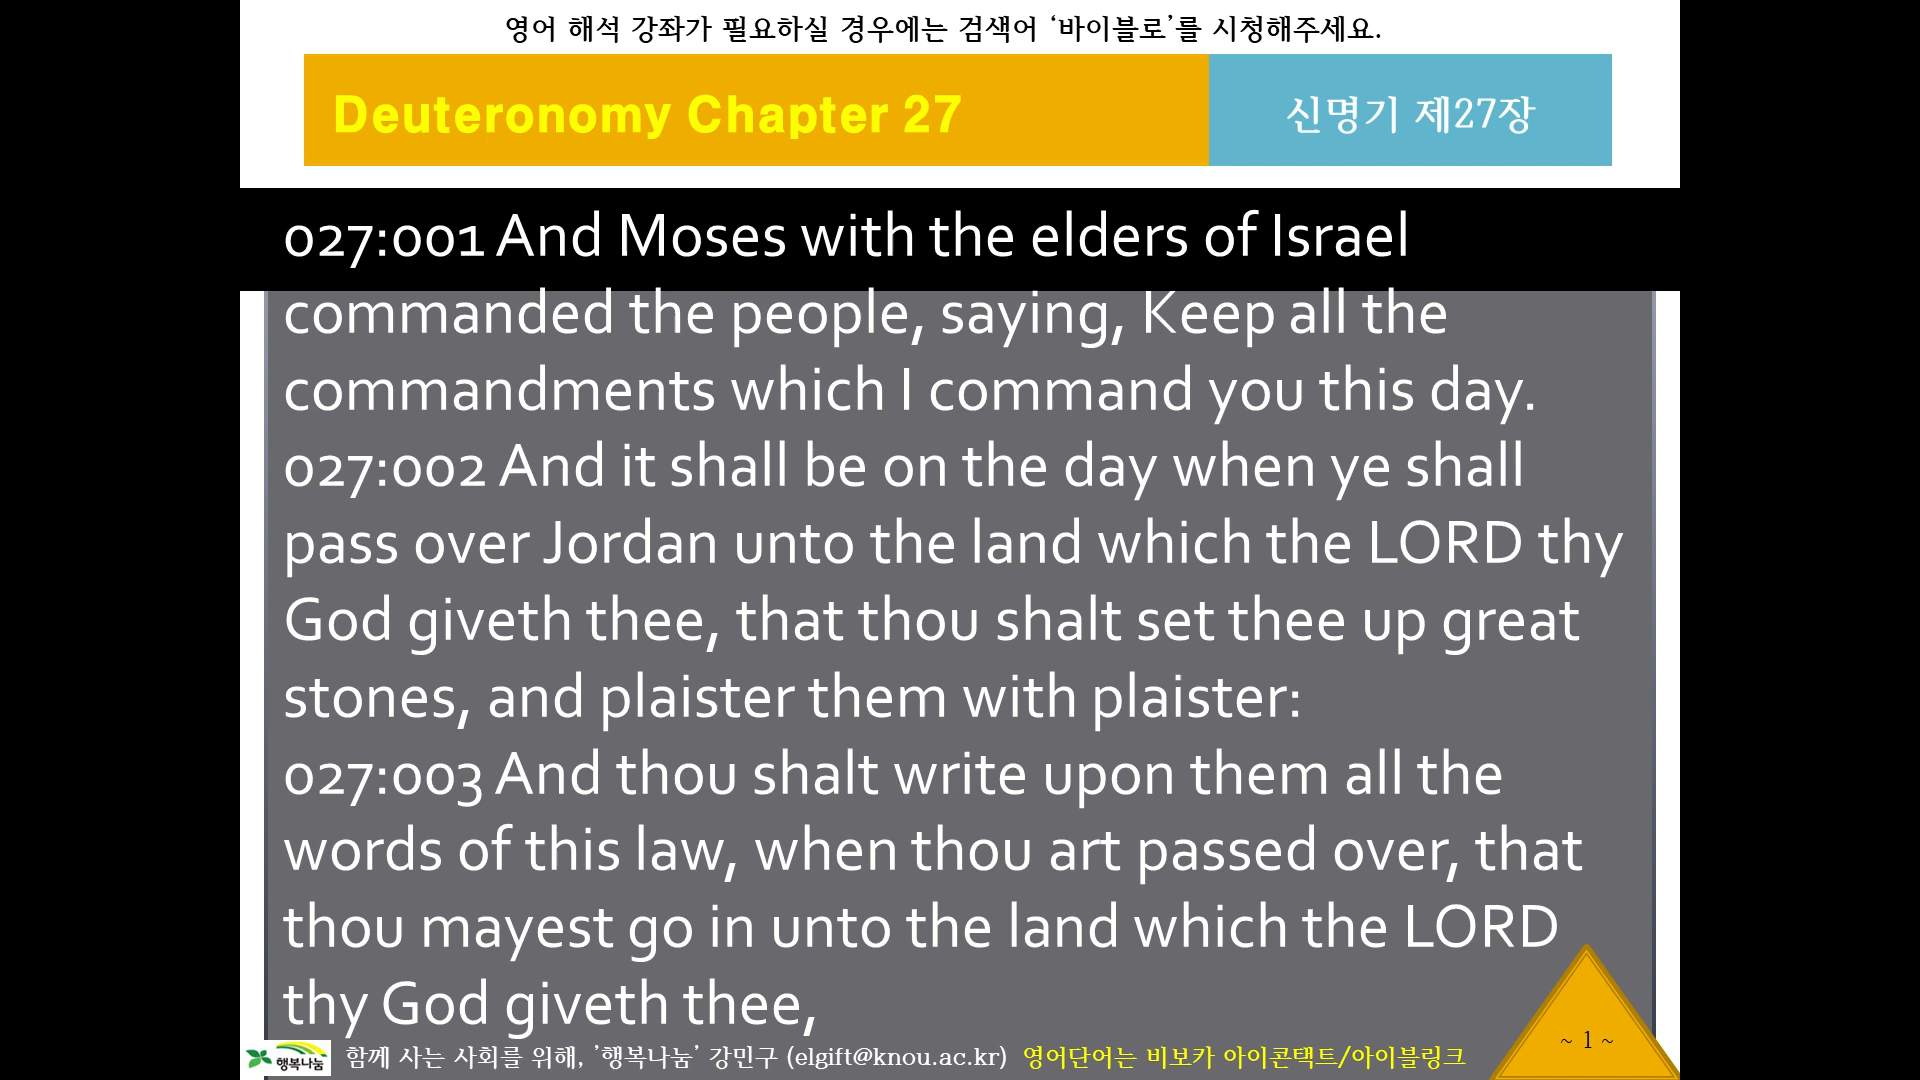 영어 해석 강좌가 필요하실 경우에는 검색어 ‘바이블로’를 시청해주세요.
Deuteronomy Chapter 27
신명기 제27장
027:001 And Moses with the elders of Israel
commanded the people, saying, Keep all the
commandments which I command you this day.
027:002 And it shall be on the day when ye shall
pass over Jordan unto the land which the LORD thy
God giveth thee, that thou shalt set thee up great
stones, and plaister them with plaister:
027:003 And thou shalt write upon them all the
words of this law, when thou art passed over, that
thou mayest go in unto the land which the LORD
thy God giveth thee,
~ 1 ~
행복나눔
함께 사는 사회를 위해, ’행복나눔’ 강민구 (elgift@knou.ac.kr) 영어단어는 비보카 아이콘택트/아이블링크